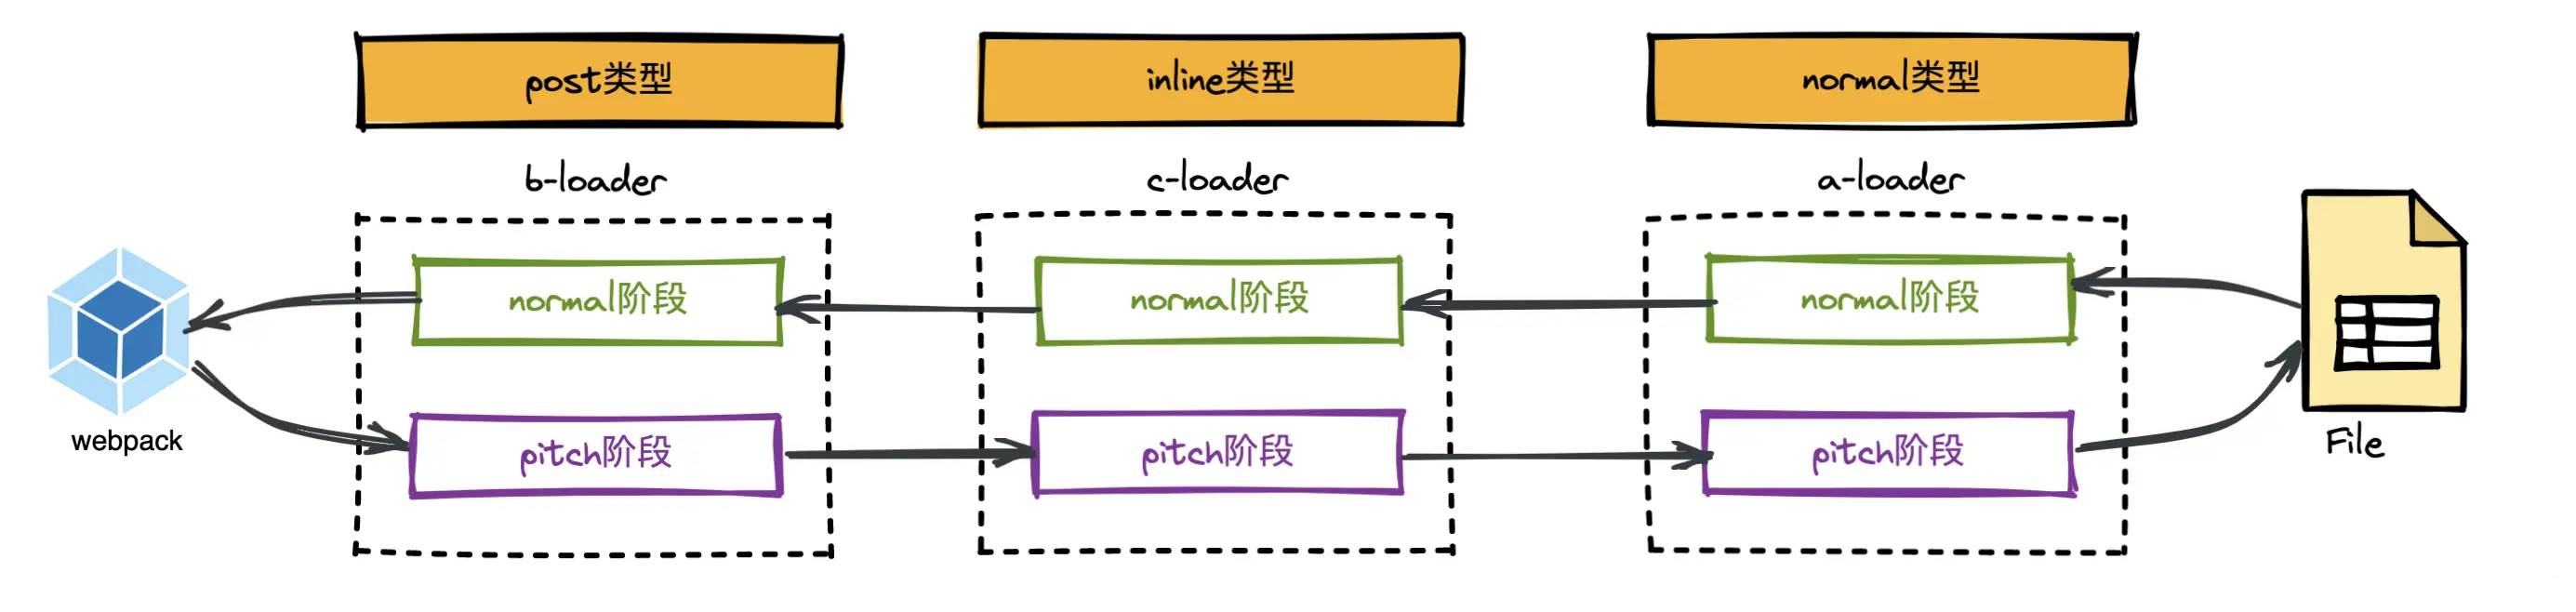 post类型
inline类型
normal类型
b-loader
c-loader
a-loader
normal阶段
normal阶段
normal阶段
pitch阶段
pitch阶段
pitch阶段
webpack
File